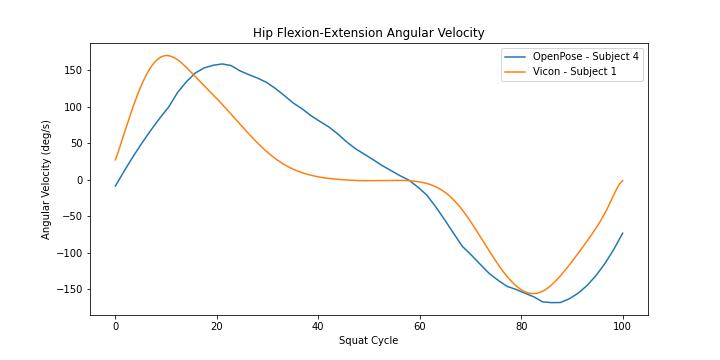 Hip Flexion-Extension Angular Velocity
OpenPose - Subject 4
Vicon - Subject 1
Angular Velocity (deg/s)
150
100
50
0
−50
−100
−150
0 20 40 60 80 100
Squat Cycle